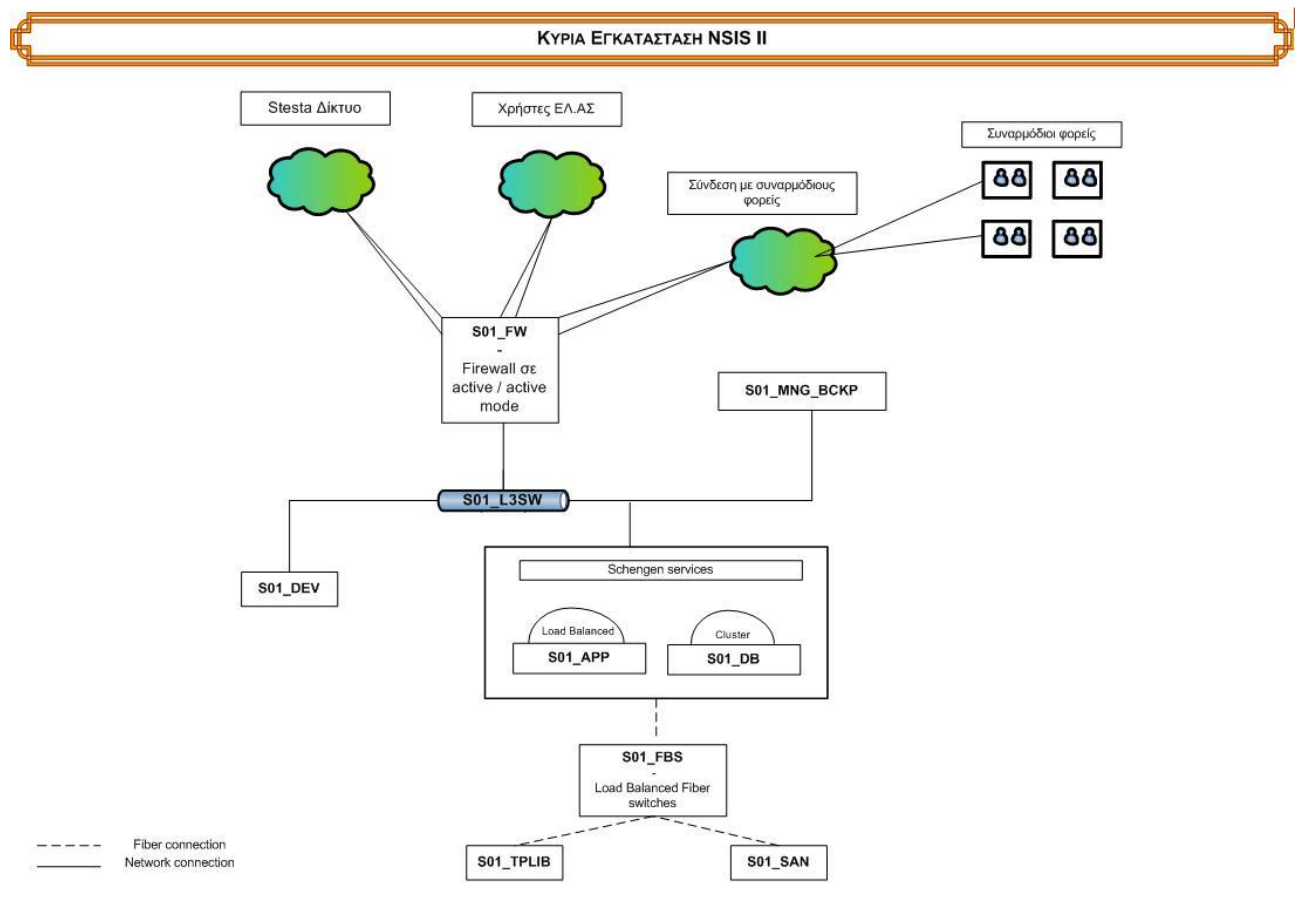 ΚΥΡΙΑ ΕΓΚΑΤΑΣΤΑΣΗ NSIS II
Stesta Δίκτυο
Χρήστες ΕΛ.ΑΣ
Συναρμόδιοι φορείς
Σύνδεση με συναρμόδιους
φορείς
S01_FW
-
Firewall σε
active / active
mode
S01_MNG_BCKP
S01_L3SW
S01_DEV
Schengen services
Load Balanced
S01_APP
Cluster
S01_DB
S01_FBS
-
Load Balanced Fiber
switches
S01_TPLIB
S01_SAN
Fiber connection
Network connection